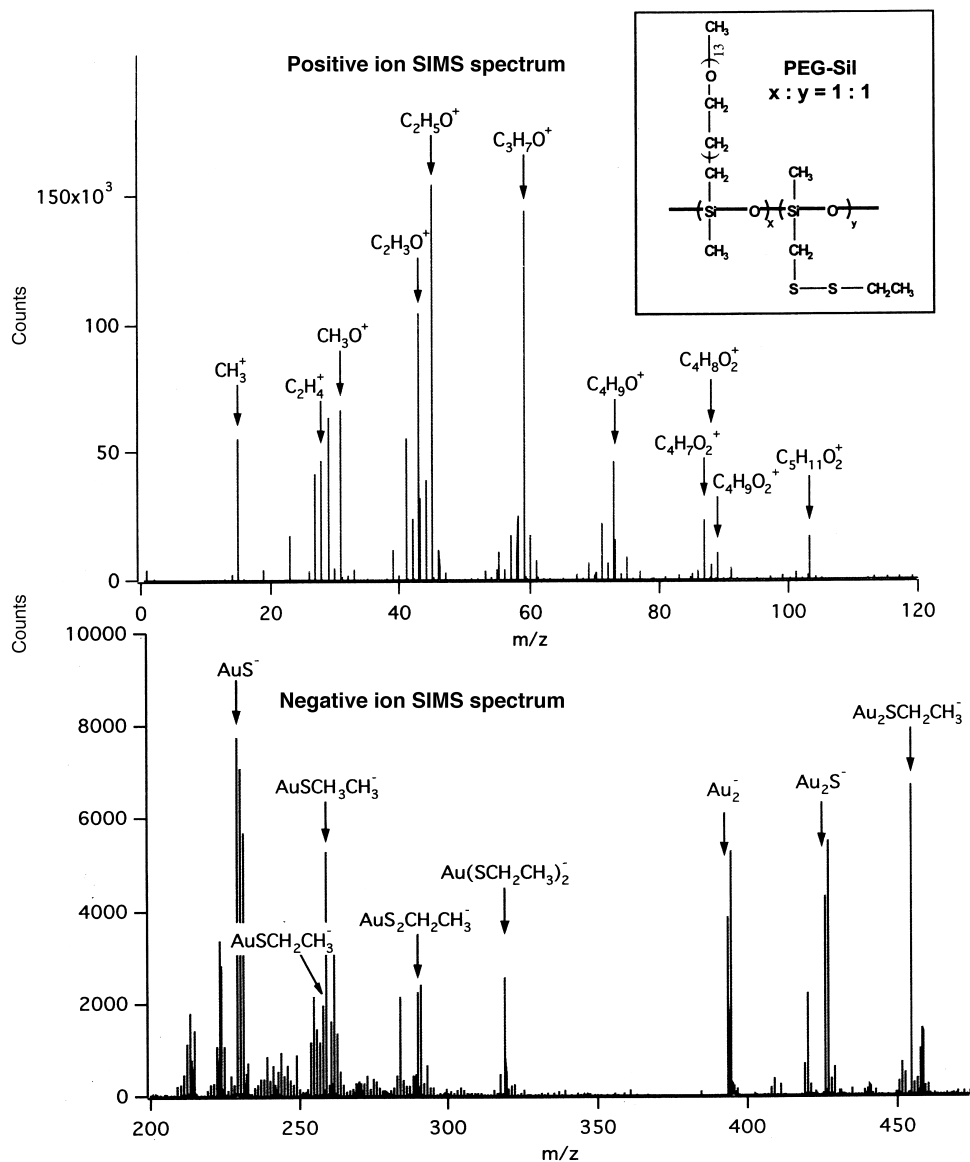 Positive ion SIMS spectrum
PEG-Sil
x : y = 1 : 1
CH₃
)₁₃
O
CH₂
(CH₂
CH₂
CH₃
(Si
O)ₓ
(Si
O)y
CH₃
CH₂
S
S
CH₂CH₃
Counts
150x10³
100
50
0
CH₃⁺
C₂H₄⁺
CH₃O⁺
C₂H₃O⁺
C₂H₅O⁺
C₃H₇O⁺
C₄H₉O⁺
C₄H₈O₂⁺
C₄H₇O₂⁺
C₄H₉O₂⁺
C₅H₁₁O₂⁺
0 20 40 60 80 100 120
m/z
Negative ion SIMS spectrum
Counts
10000
8000
6000
4000
2000
0
AuS⁻
AuSCH₃CH₃⁻
AuSCH₂CH₃⁻
AuS₂CH₂CH₃⁻
Au(SCH₂CH₃)₂⁻
Au₂⁻
Au₂S⁻
Au₂SCH₂CH₃⁻
200 250 300 350 400 450
m/z